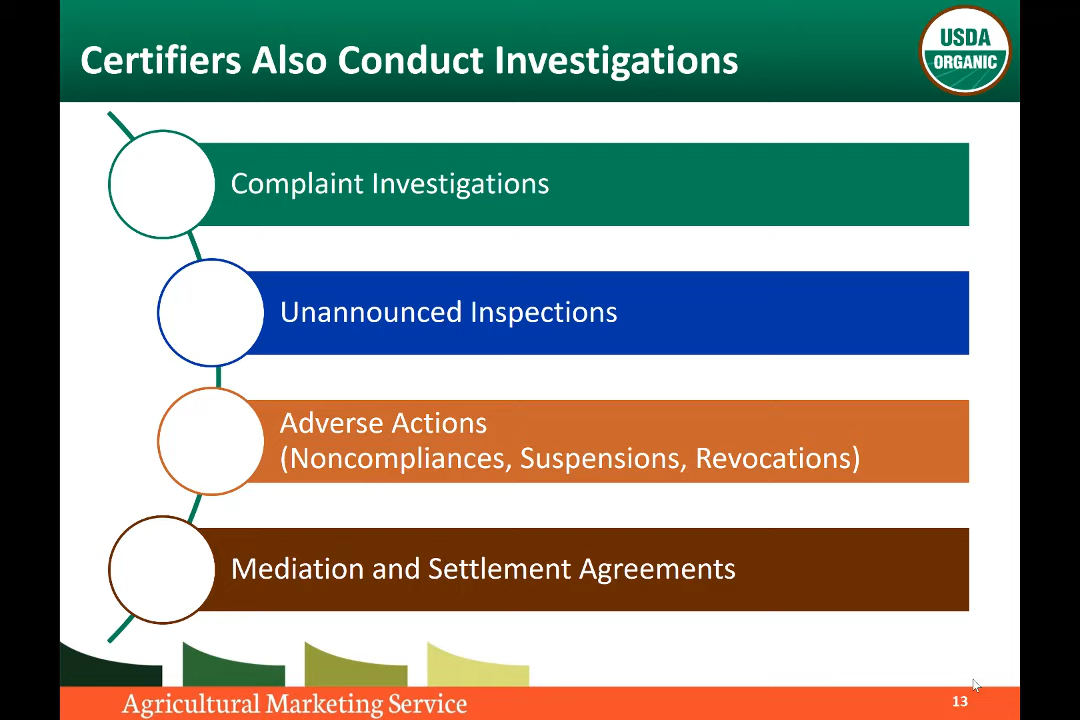 Certifiers Also Conduct Investigations
USDA
ORGANIC
Complaint Investigations
Unannounced Inspections
Adverse Actions
(Noncompliances, Suspensions, Revocations)
Mediation and Settlement Agreements
Agricultural Marketing Service
13